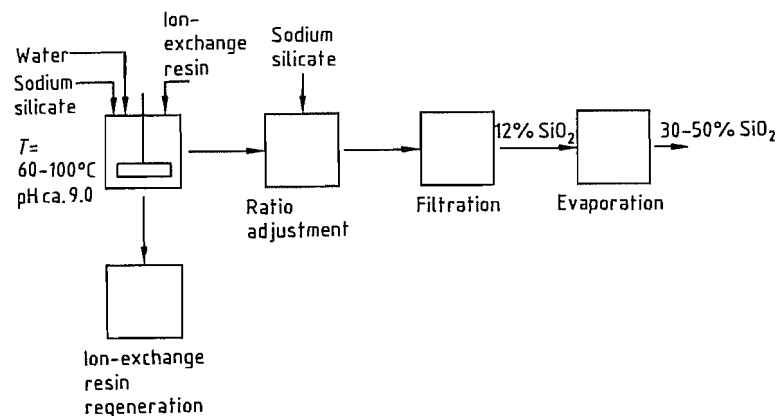 Water
Sodium
silicate
Ion-
exchange
resin
T=
60–100°C
pH ca. 9.0
Sodium
silicate
Ratio
adjustment
Filtration
12% SiO₂
Evaporation
30–50% SiO₂
Ion-exchange
resin
regeneration